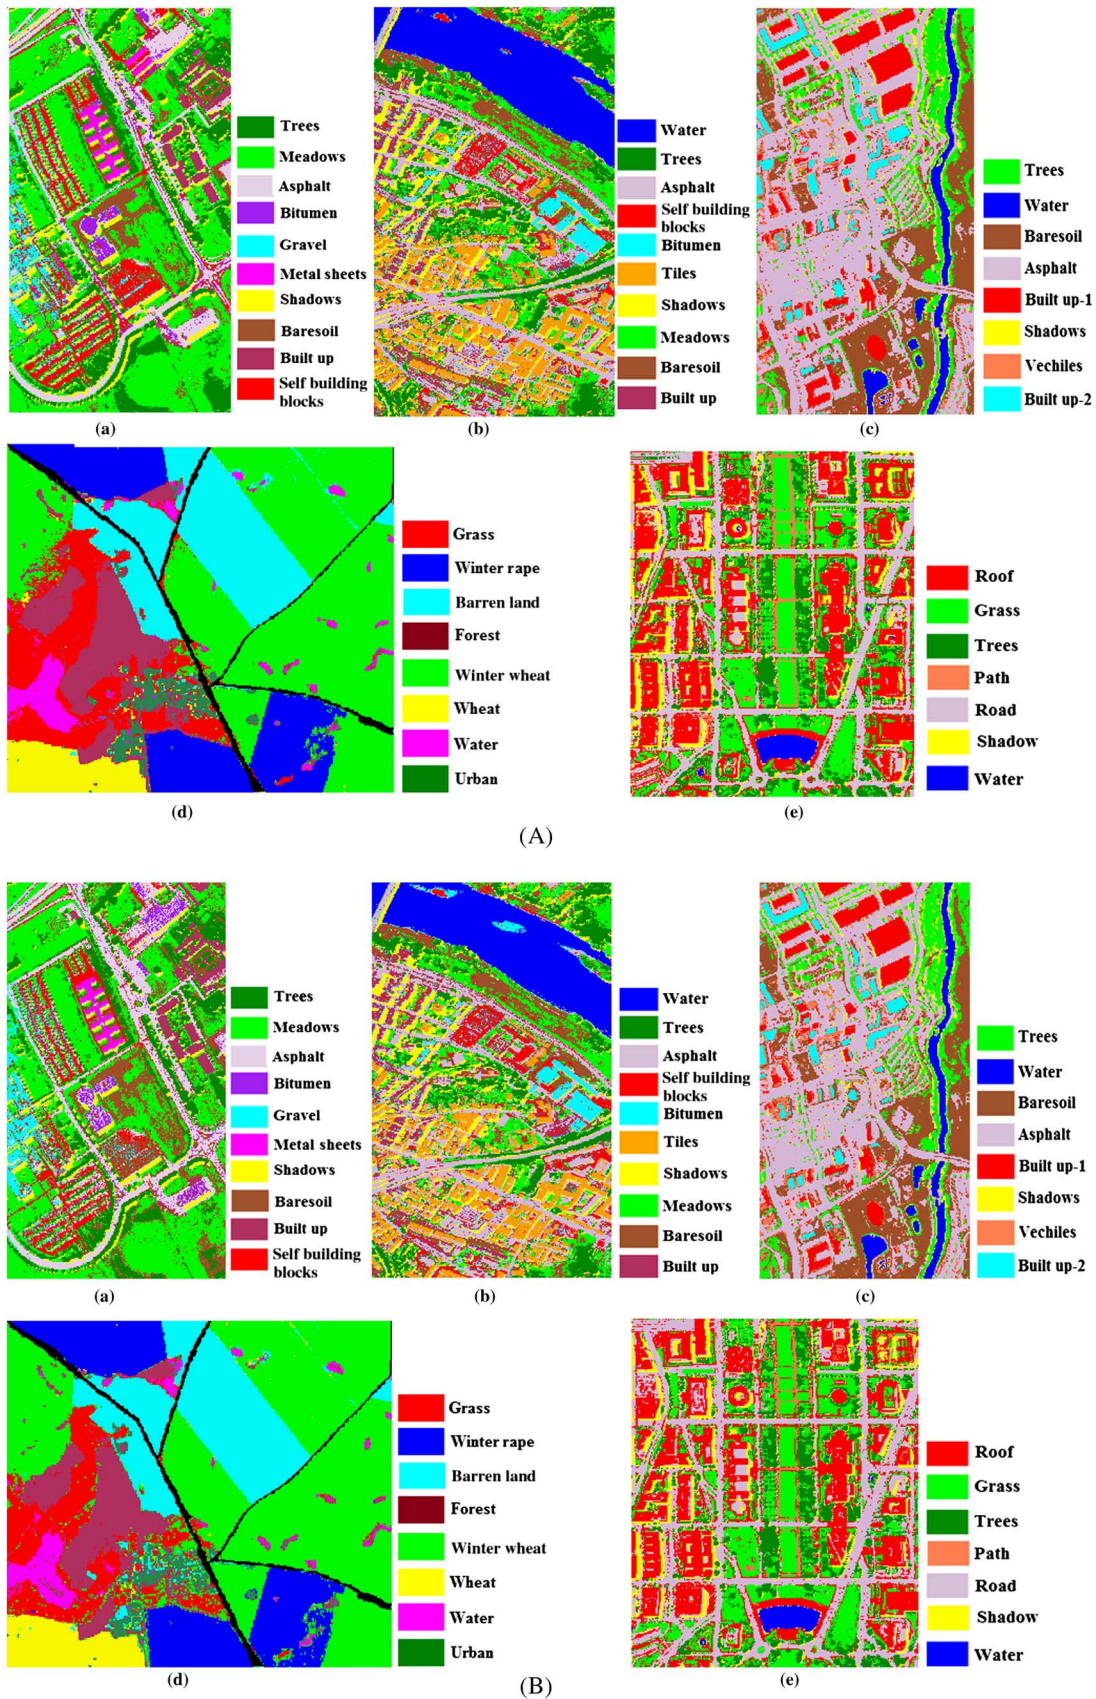 Trees
Meadows
Asphalt
Bitumen
Gravel
Metal sheets
Shadows
Baresoil
Built up
Self building
blocks
(a)
Water
Trees
Asphalt
Self building
blocks
Bitumen
Tiles
Shadows
Meadows
Baresoil
Built up
(b)
Trees
Water
Baresoil
Asphalt
Built up-1
Shadows
Vechiles
Built up-2
(c)
Grass
Winter rape
Barren land
Forest
Winter wheat
Wheat
Water
Urban
(d)
Roof
Grass
Trees
Path
Road
Shadow
Water
(e)
(A)
Trees
Meadows
Asphalt
Bitumen
Gravel
Metal sheets
Shadows
Baresoil
Built up
Self building
blocks
(a)
Water
Trees
Asphalt
Self building
blocks
Bitumen
Tiles
Shadows
Meadows
Baresoil
Built up
(b)
Trees
Water
Baresoil
Asphalt
Built up-1
Shadows
Vechiles
Built up-2
(c)
Grass
Winter rape
Barren land
Forest
Winter wheat
Wheat
Water
Urban
(d)
Roof
Grass
Trees
Path
Road
Shadow
Water
(e)
(B)